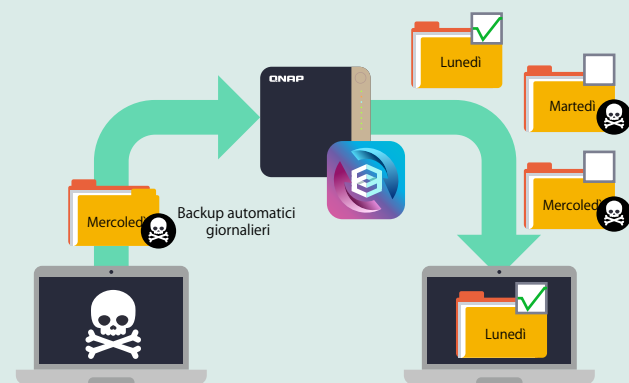 QNAP
Lunedì
Martedì
Mercoledì
Mercoledì
Backup automatici
giornalieri
Lunedì